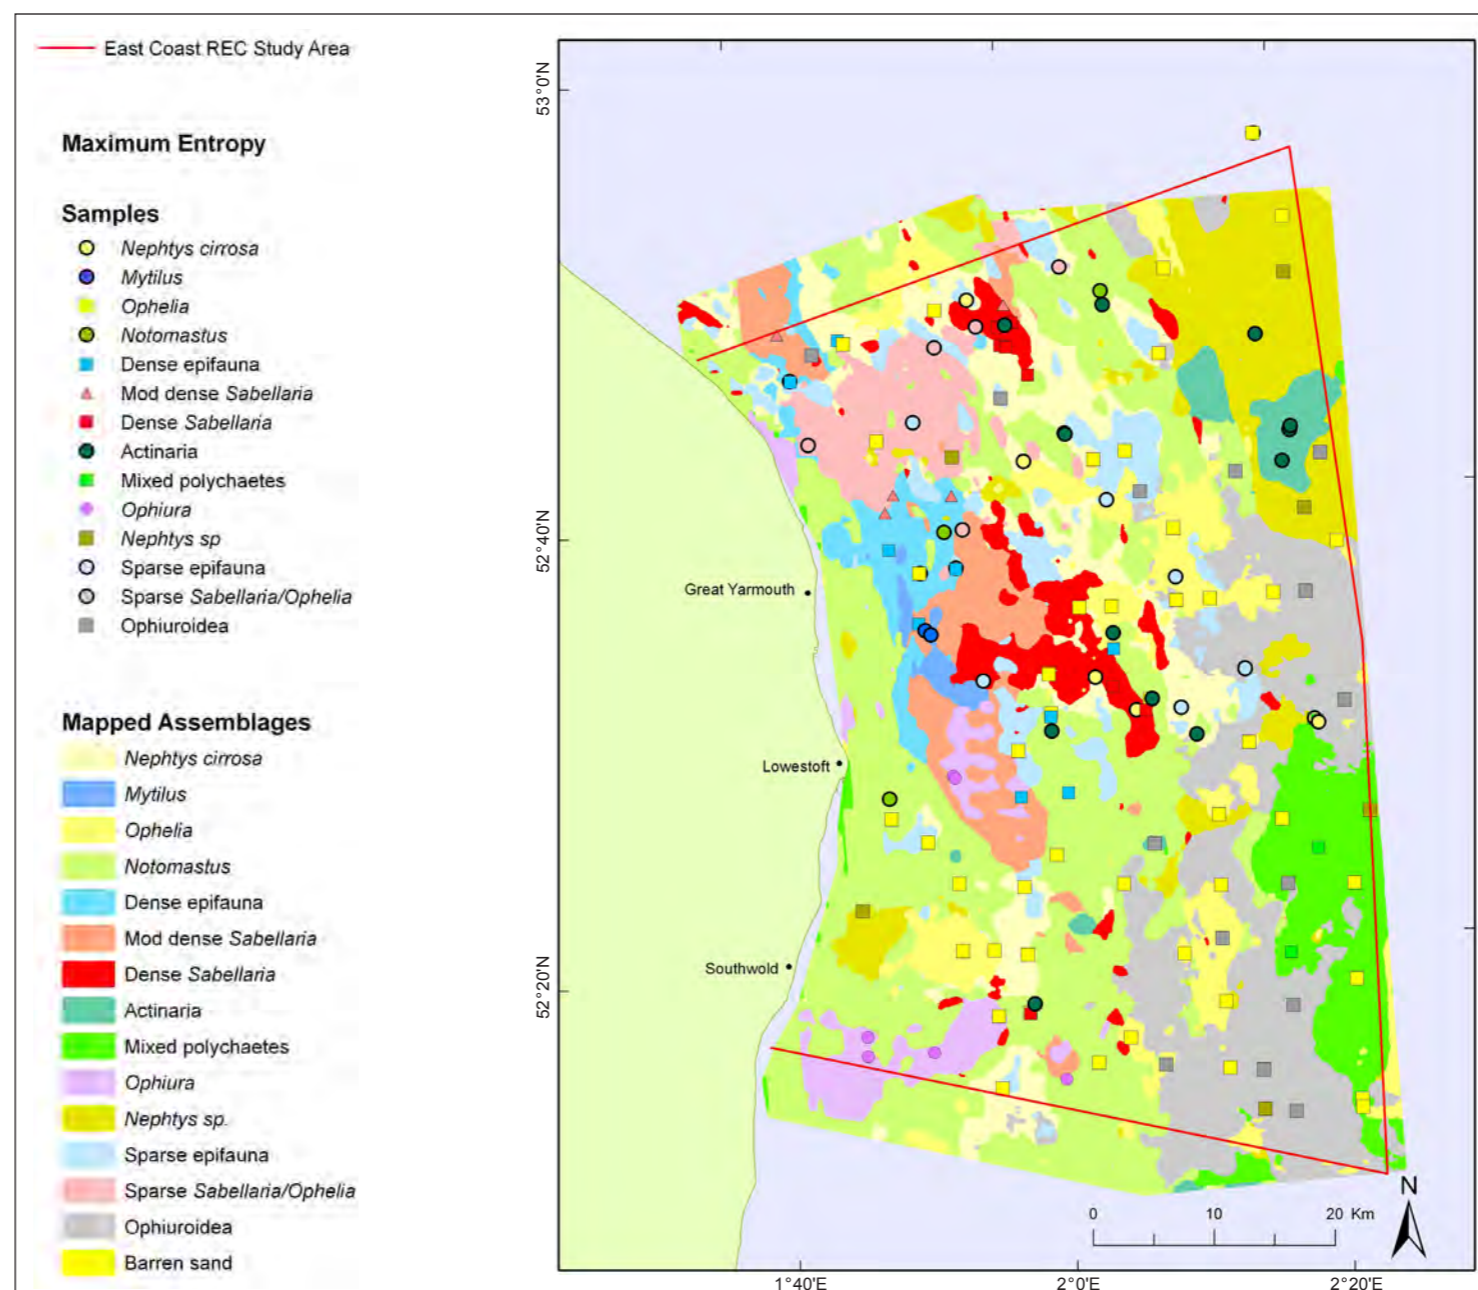 East Coast REC Study Area
Maximum Entropy
Samples
Nephtys cirrosa
Mytilus
Ophelia
Notomastus
Dense epifauna
Mod dense Sabellaria
Dense Sabellaria
Actinaria
Mixed polychaetes
Ophiura
Nephtys sp
Sparse epifauna
Sparse Sabellaria/Ophelia
Ophiuroidea
Mapped Assemblages
Nephtys cirrosa
Mytilus
Ophelia
Notomastus
Dense epifauna
Mod dense Sabellaria
Dense Sabellaria
Actinaria
Mixed polychaetes
Ophiura
Nephtys sp.
Sparse epifauna
Sparse Sabellaria/Ophelia
Ophiuroidea
Barren sand
53°0'N
52°40'N
52°20'N
Great Yarmouth
Lowestoft
Southwold
N
0 10 20 Km
1°40'E 2°0'E 2°20'E